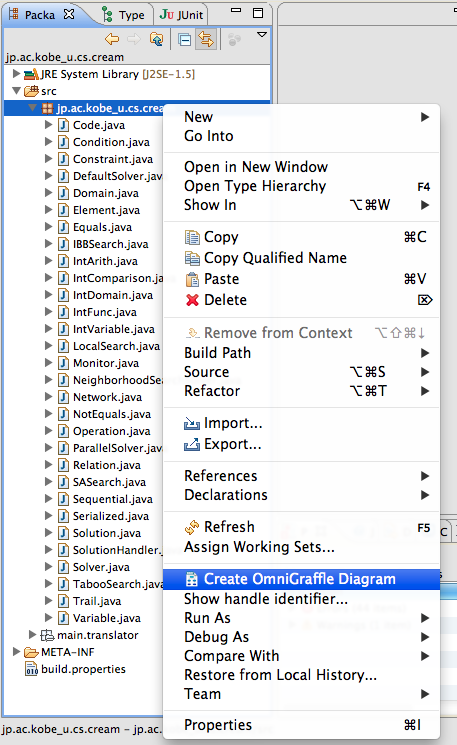 Packa
Type
JUnit
jp.ac.kobe_u.cs.cream
JRE System Library [J2SE-1.5]
src
jp.ac.kobe_u.cs.cream
Code.java
Condition.java
Constraint.java
DefaultSolver.java
Domain.java
Element.java
Equals.java
IBBSearch.java
IntArith.java
IntComparison.java
IntDomain.java
IntFunc.java
IntVariable.java
LocalSearch.java
Monitor.java
NeighborhoodSea
Network.java
NotEquals.java
Operation.java
ParallelSolver.java
Relation.java
SASearch.java
Sequential.java
Serialized.java
Solution.java
SolutionHandler.
Solver.java
TabooSearch.java
Trail.java
Variable.java
main.translator
META-INF
build.properties
jp.ac.kobe_u.cs.cream - jp.ac.
New
Go Into
Open in New Window
Open Type Hierarchy F4
Show In ⌥⌘W
Copy ⌘C
Copy Qualified Name
Paste ⌘V
Delete ⌦
Remove from Context ⌥⇧⌘↓
Build Path
Source ⌥⌘S
Refactor ⌥⌘T
Import...
Export...
References
Declarations
Refresh F5
Assign Working Sets...
Create OmniGraffle Diagram
Show handle identifier...
Run As
Debug As
Compare With
Restore from Local History...
Team
Properties ⌘I